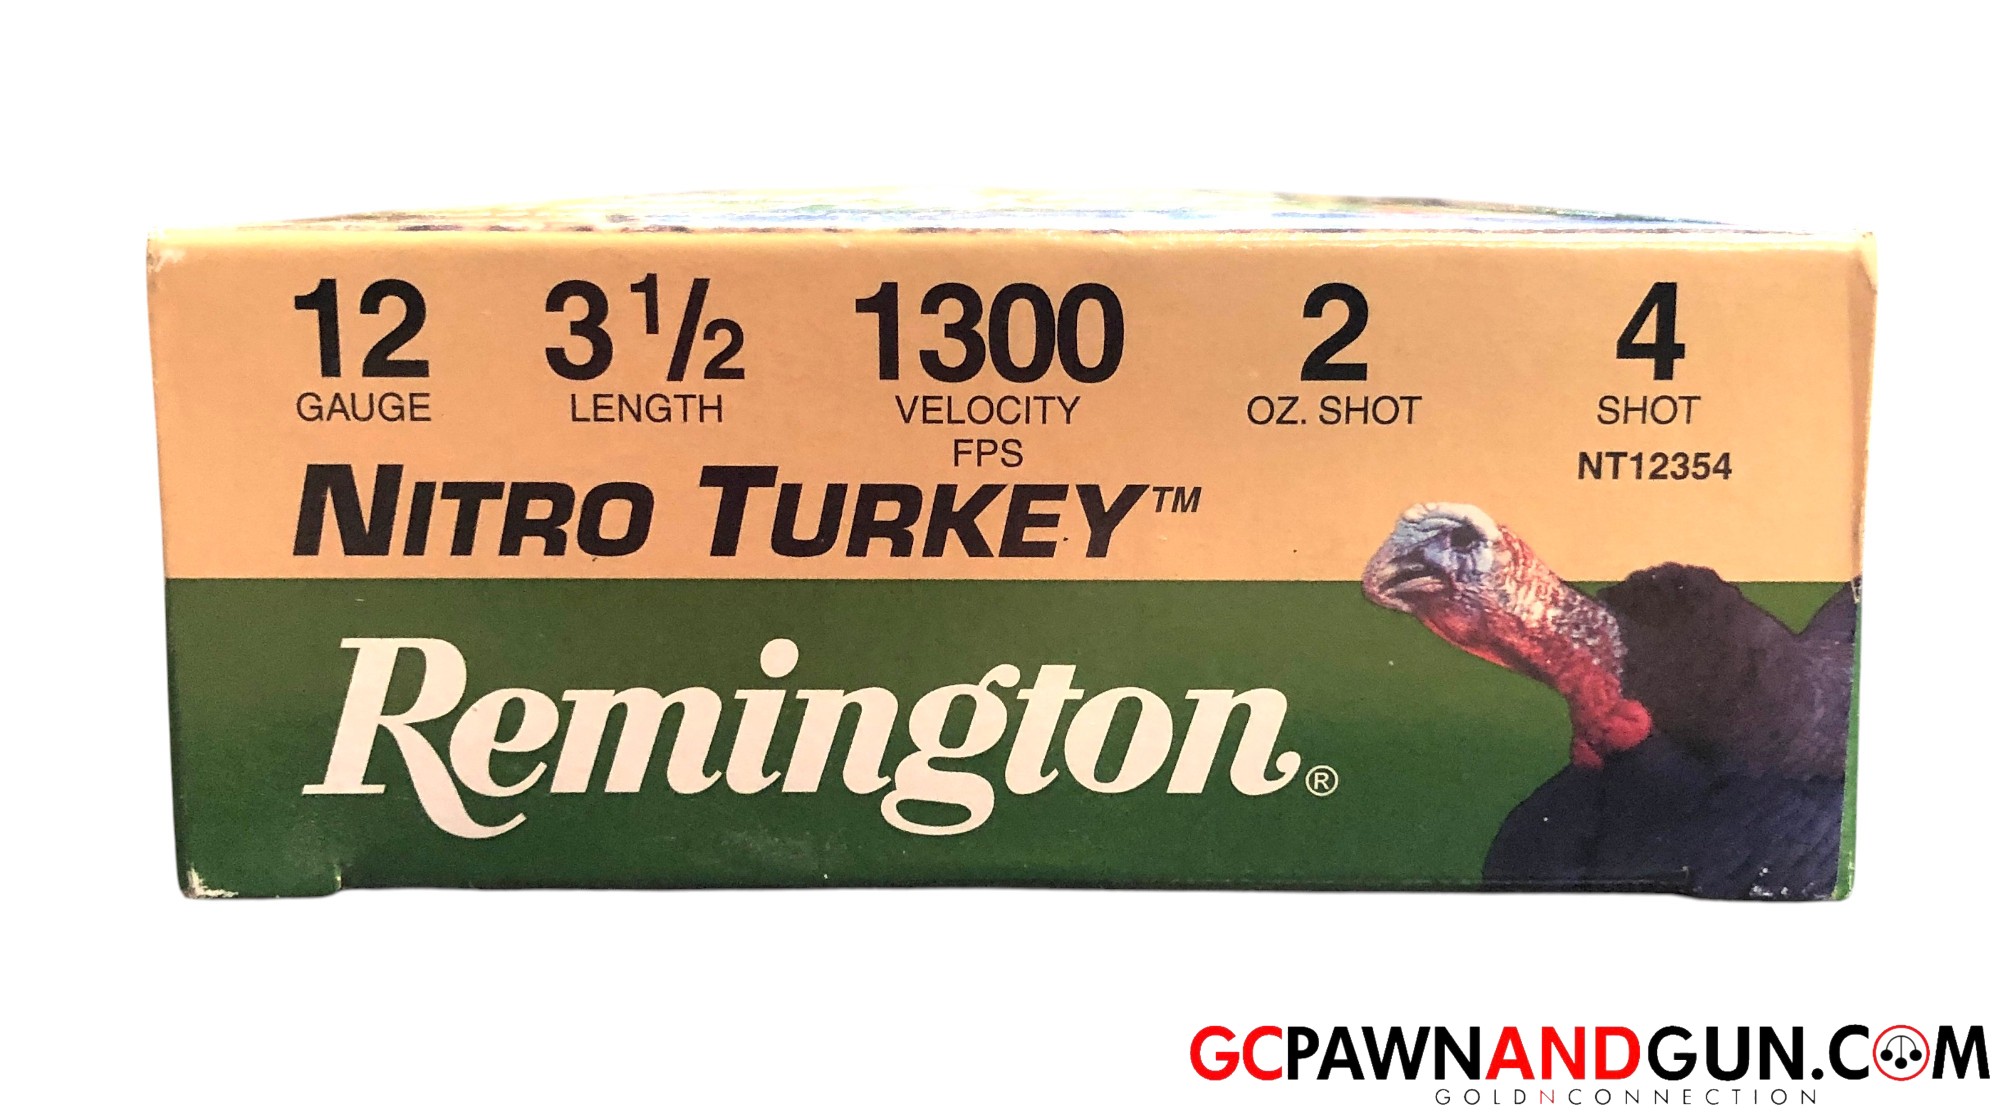 12 3 1/2 1300 2 4
GAUGE LENGTH VELOCITY OZ. SHOT SHOT
FPS NT12354
NITRO TURKEY™
Remington®
GCPAWNANDGUN.COM
GOLDNCONNECTION